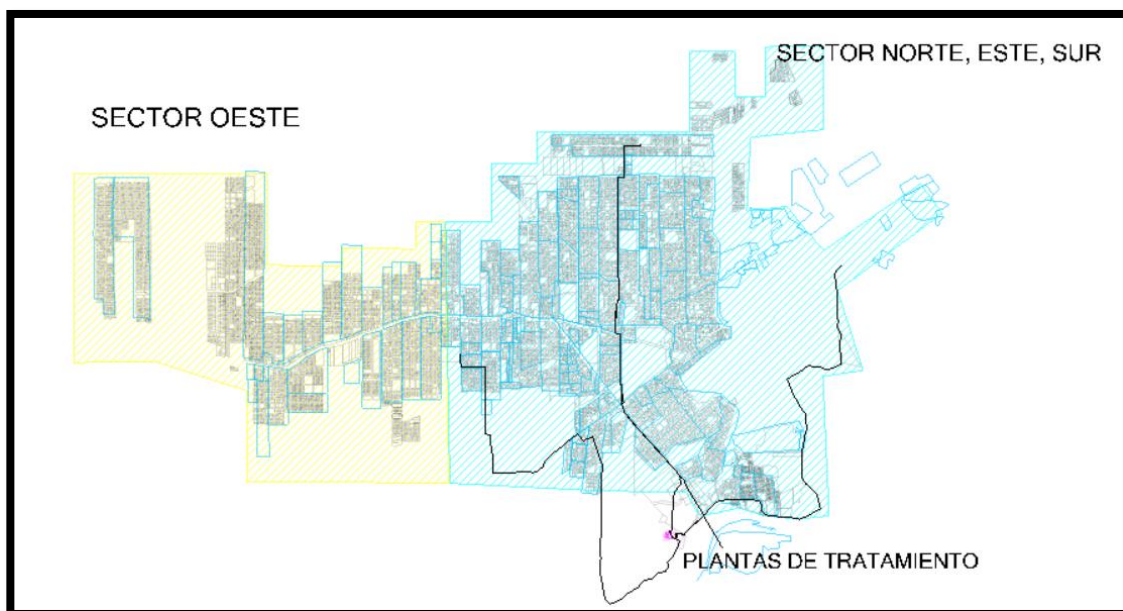 SECTOR NORTE, ESTE, SUR
SECTOR OESTE
PLANTAS DE TRATAMIENTO